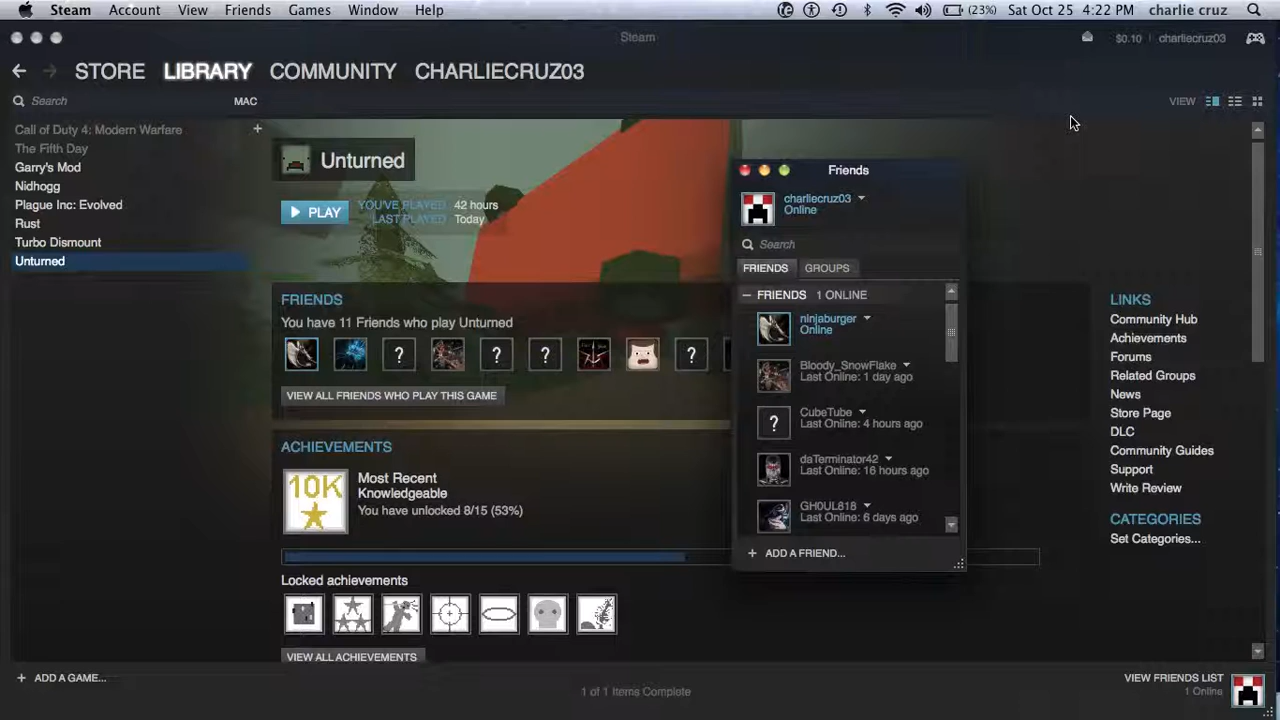 Steam Account View Friends Games Window Help (23%) Sat Oct 25 4:22 PM charlie cruz
Steam $0.10 charliecruz03
STORE LIBRARY COMMUNITY CHARLIECRUZ03
Search MAC VIEW
Call of Duty 4: Modern Warfare
The Fifth Day
Garry's Mod
Nidhogg
Plague Inc: Evolved
Rust
Turbo Dismount
Unturned
Unturned
PLAY
YOU'VE PLAYED 42 hours
LAST PLAYED Today
FRIENDS
You have 11 Friends who play Unturned
? ? ? ?
VIEW ALL FRIENDS WHO PLAY THIS GAME
ACHIEVEMENTS
10K
Most Recent
Knowledgeable
You have unlocked 8/15 (53%)
Locked achievements
VIEW ALL ACHIEVEMENTS
Friends
charliecruz03
Online
Search
FRIENDS GROUPS
FRIENDS 1 ONLINE
ninjaburger
Online
Bloody_SnowFlake
Last Online: 1 day ago
?
CubeTube
Last Online: 4 hours ago
daTerminator42
Last Online: 16 hours ago
GH0UL818
Last Online: 6 days ago
+ ADD A FRIEND...
LINKS
Community Hub
Achievements
Forums
Related Groups
News
Store Page
DLC
Community Guides
Support
Write Review
CATEGORIES
Set Categories...
+ ADD A GAME...
1 of 1 Items Complete
VIEW FRIENDS LIST
1 Online